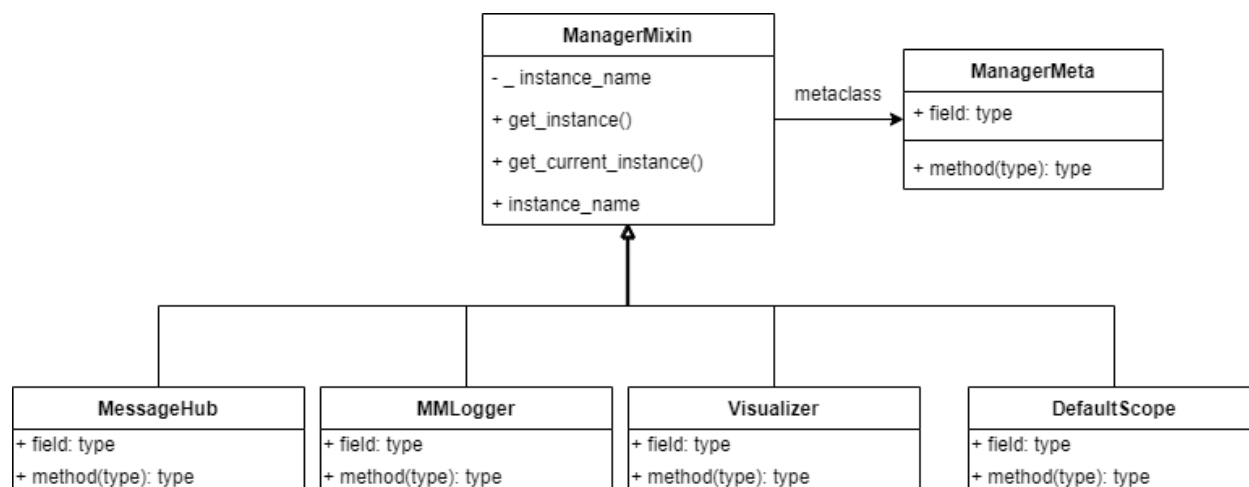 ManagerMixin
- _ instance_name
+ get_instance()
+ get_current_instance()
+ instance_name
metaclass
ManagerMeta
+ field: type
+ method(type): type
MessageHub
+ field: type
+ method(type): type
MMLogger
+ field: type
+ method(type): type
Visualizer
+ field: type
+ method(type): type
DefaultScope
+ field: type
+ method(type): type